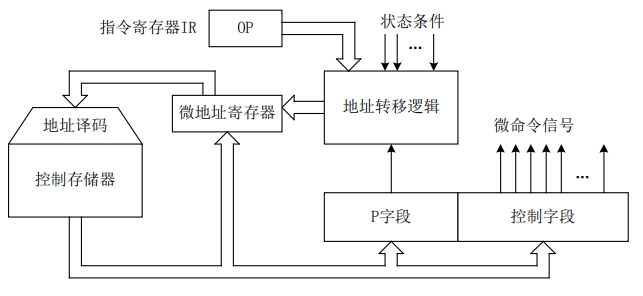 指令寄存器IR
OP
状态条件
...
微地址寄存器
地址转移逻辑
地址译码
微命令信号
控制存储器
...
P字段
控制字段